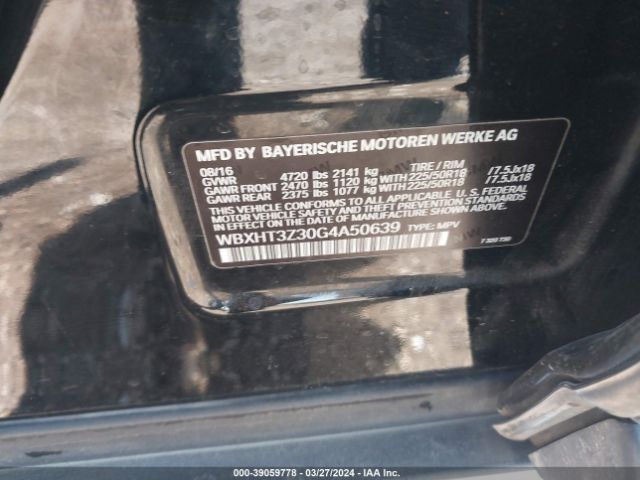 MFD BY BAYERISCHE MOTOREN WERKE AG
08/16 TIRE / RIM
GVWR 4720 lbs 2141 kg
GAWR FRONT 2470 lbs 1120 kg WITH 225/50R18 /7.5Jx18
GAWR REAR 2375 lbs 1077 kg WITH 225/50R18 /7.5Jx18
THIS VEHICLE CONFORMS TO ALL APPLICABLE U.S. FEDERAL
MOTOR VEHICLE SAFETY STANDARDS IN EFFECT
ON THE DATE OF MANUFACTURE SHOWN ABOVE.
WBXHT3Z30G4A50639 TYPE: MPV
7 320 730
000-39059778 - 03/27/2024 - IAA Inc.